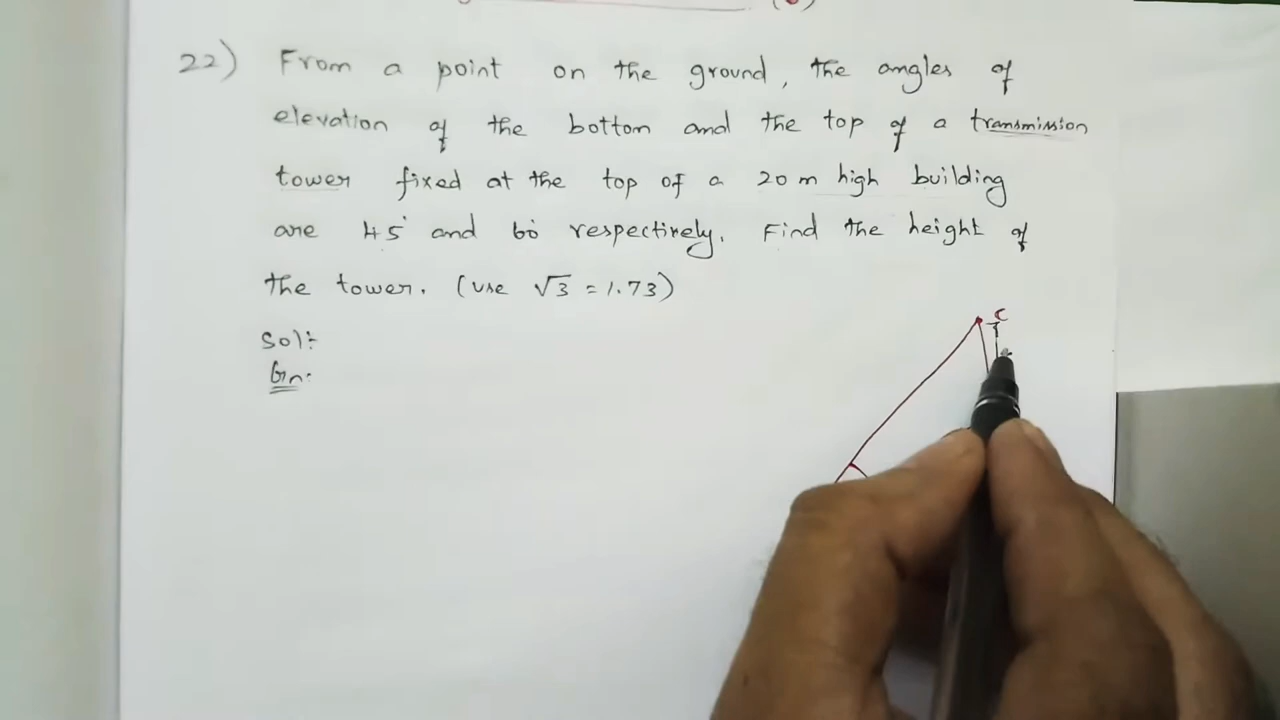 22) From a point on the ground, the angles of
elevation of the bottom and the top of a transmission
tower fixed at the top of a 20 m high building
are 45° and 60° respectively. Find the height of
the tower. (use √3 = 1.73)
Sol:
Gn:
C